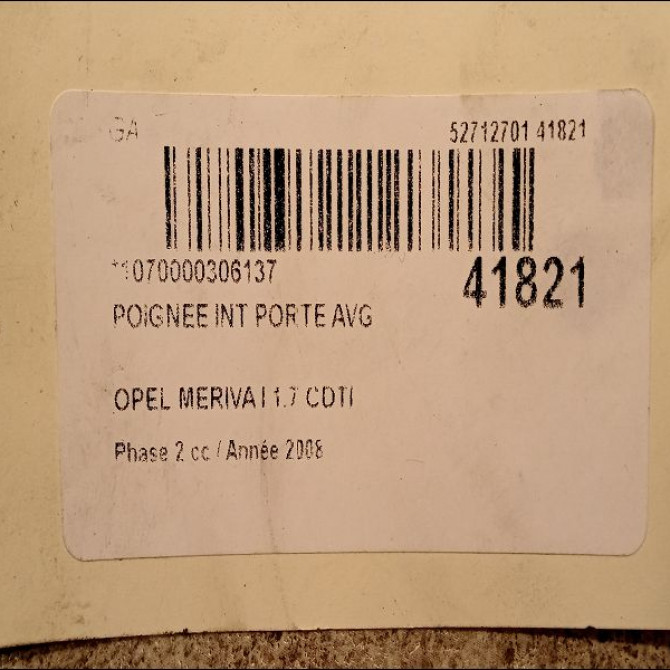 GA
52712701 41821
*1070000306137
41821
POIGNEE INT PORTE AVG
OPEL MERIVA I 1.7 CDTI
Phase 2 cc / Année 2008